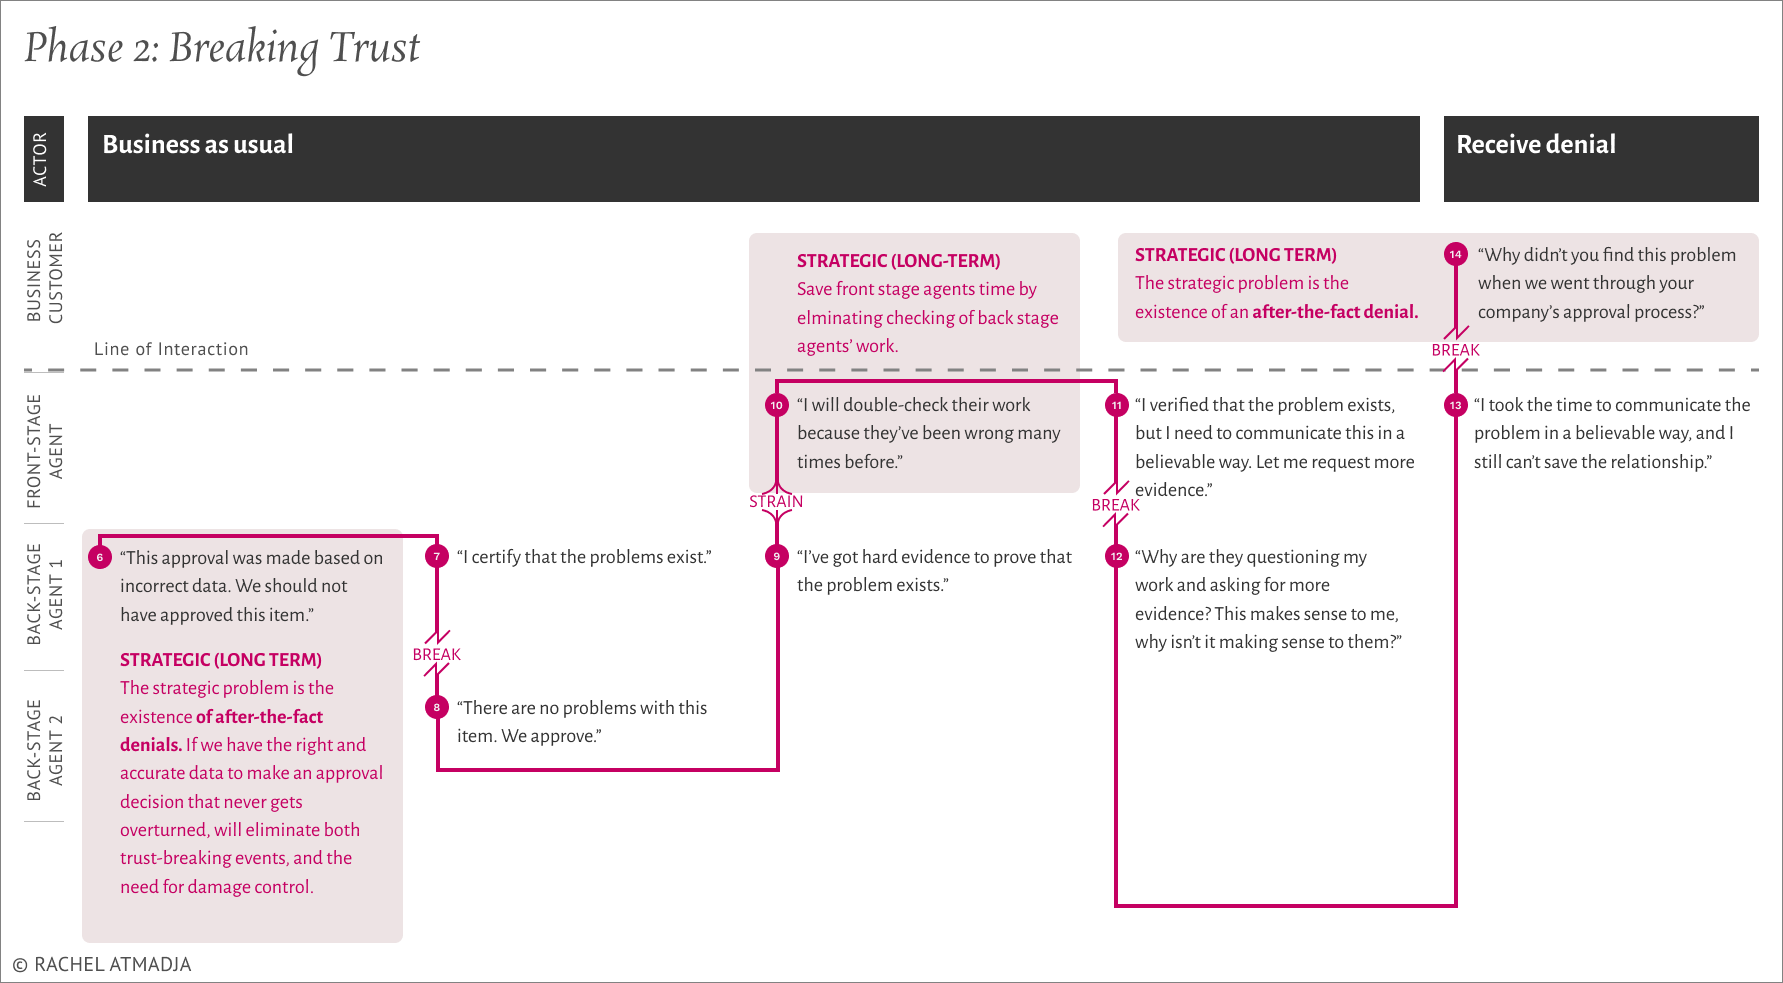 Phase 2: Breaking Trust
ACTOR
Business as usual
Receive denial
BUSINESS
CUSTOMER
STRATEGIC (LONG-TERM)
Save front stage agents time by
elminating checking of back stage
agents’ work.
STRATEGIC (LONG TERM)
The strategic problem is the
existence of an after-the-fact denial.
14
“Why didn’t you find this problem
when we went through your
company’s approval process?”
Line of Interaction
BREAK
FRONT-STAGE
AGENT
10
“I will double-check their work
because they’ve been wrong many
times before.”
11
“I verified that the problem exists,
but I need to communicate this in a
believable way. Let me request more
evidence.”
13
“I took the time to communicate the
problem in a believable way, and I
still can’t save the relationship.”
STRAIN
BREAK
BACK-STAGE
AGENT 1
6
“This approval was made based on
incorrect data. We should not
have approved this item.”
STRATEGIC (LONG TERM)
The strategic problem is the
existence of after-the-fact
denials. If we have the right and
accurate data to make an approval
decision that never gets
overturned, will eliminate both
trust-breaking events, and the
need for damage control.
7
“I certify that the problems exist.”
9
“I’ve got hard evidence to prove that
the problem exists.”
12
“Why are they questioning my
work and asking for more
evidence? This makes sense to me,
why isn’t it making sense to them?”
BREAK
BACK-STAGE
AGENT 2
8
“There are no problems with this
item. We approve.”
© RACHEL ATMADJA